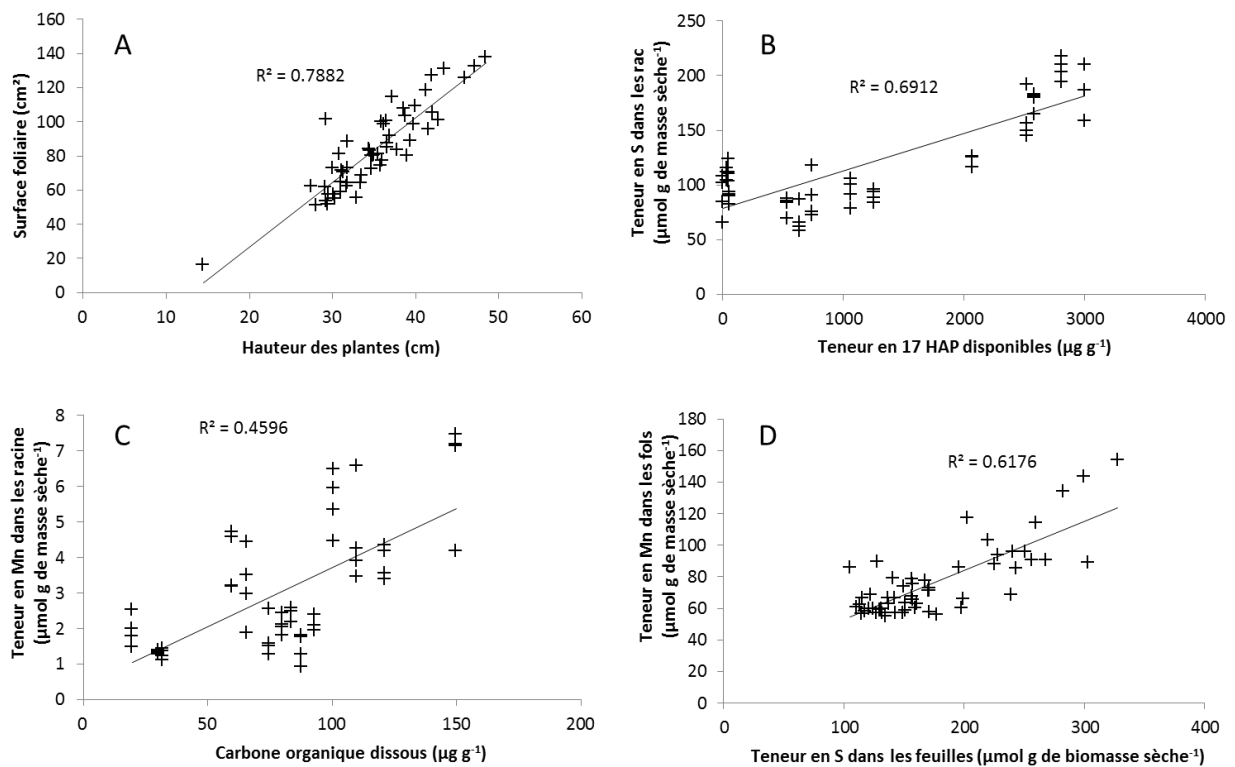 A
R² = 0.7882
Surface foliaire (cm²)
160
140
120
100
80
60
40
20
0
0 10 20 30 40 50 60
Hauteur des plantes (cm)
B
R² = 0.6912
Teneur en S dans les rac
(µmol g de masse sèche⁻¹)
250
200
150
100
50
0
0 1000 2000 3000 4000
Teneur en 17 HAP disponibles (µg g⁻¹)
C
R² = 0.4596
Teneur en Mn dans les racine
(µmol g de masse sèche⁻¹)
8
7
6
5
4
3
2
1
0
0 50 100 150 200
Carbone organique dissous (µg g⁻¹)
D
R² = 0.6176
Teneur en Mn dans les fols
(µmol g de masse sèche⁻¹)
180
160
140
120
100
80
60
40
20
0
0 100 200 300 400
Teneur en S dans les feuilles (µmol g de biomasse sèche⁻¹)